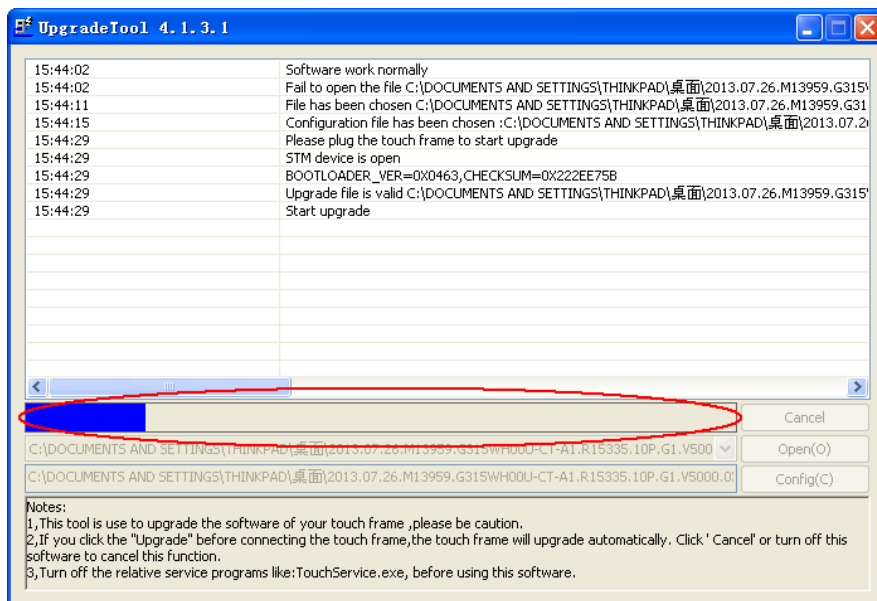 UpgradeTool 4.1.3.1
15:44:02 Software work normally
15:44:02 Fail to open the file C:\DOCUMENTS AND SETTINGS\THINKPAD\桌面\2013.07.26.M13959.G315\
15:44:11 File has been chosen C:\DOCUMENTS AND SETTINGS\THINKPAD\桌面\2013.07.26.M13959.G31
15:44:15 Configuration file has been chosen :C:\DOCUMENTS AND SETTINGS\THINKPAD\桌面\2013.07.2
15:44:29 Please plug the touch frame to start upgrade
15:44:29 STM device is open
15:44:29 BOOTLOADER_VER=0X0463,CHECKSUM=0X222EE75B
15:44:29 Upgrade file is valid C:\DOCUMENTS AND SETTINGS\THINKPAD\桌面\2013.07.26.M13959.G315
15:44:29 Start upgrade
Cancel
C:\DOCUMENTS AND SETTINGS\THINKPAD\桌面\2013.07.26.M13959.G315WH00U-CT-A1.R15335.10P.G1.V500 Open(O)
C:\DOCUMENTS AND SETTINGS\THINKPAD\桌面\2013.07.26.M13959.G315WH00U-CT-A1.R15335.10P.G1.V5000.0 Config(C)
Notes:
1,This tool is use to upgrade the software of your touch frame ,please be caution.
2,If you click the "Upgrade" before connecting the touch frame,the touch frame will upgrade automatically. Click ' Cancel' or turn off this
software to cancel this function.
3,Turn off the relative service programs like:TouchService.exe, before using this software.